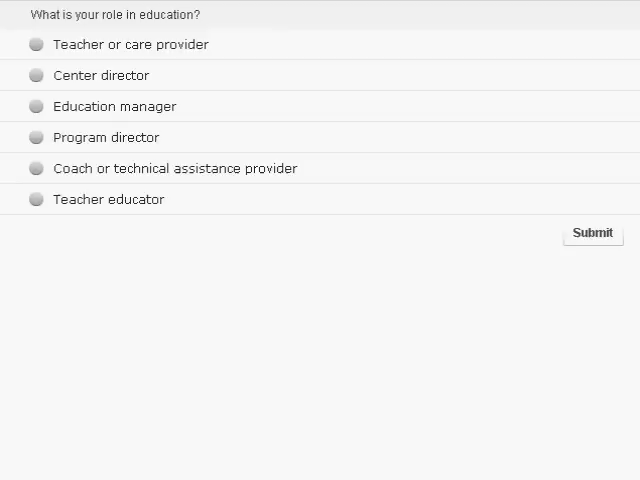 What is your role in education?
Teacher or care provider
Center director
Education manager
Program director
Coach or technical assistance provider
Teacher educator
Submit